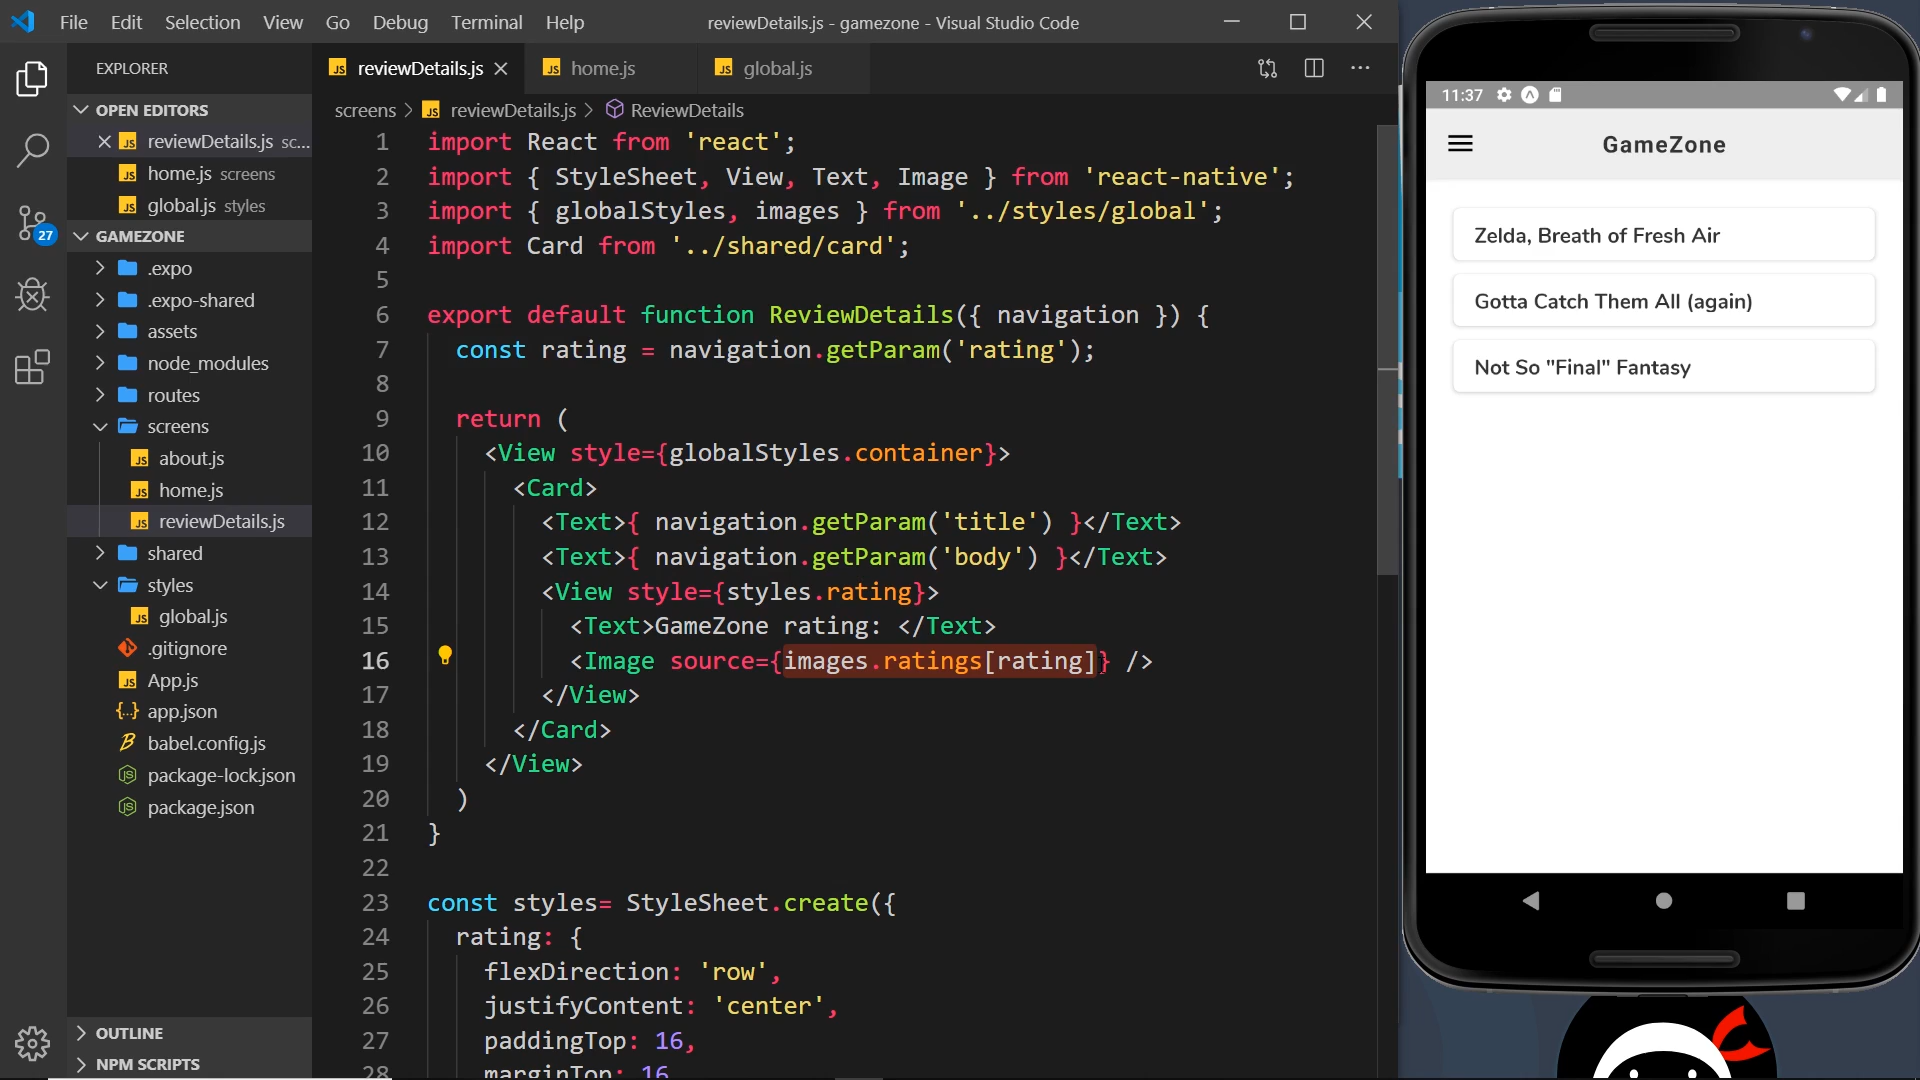 File Edit Selection View Go Debug Terminal Help
reviewDetails.js - gamezone - Visual Studio Code
EXPLORER
OPEN EDITORS
reviewDetails.js sc...
home.js screens
global.js styles
27
GAMEZONE
.expo
.expo-shared
assets
node_modules
routes
screens
about.js
home.js
reviewDetails.js
shared
styles
global.js
.gitignore
App.js
app.json
babel.config.js
package-lock.json
package.json
OUTLINE
NPM SCRIPTS
reviewDetails.js home.js global.js
screens > reviewDetails.js > ReviewDetails
1 import React from 'react';
2 import { StyleSheet, View, Text, Image } from 'react-native';
3 import { globalStyles, images } from '../styles/global';
4 import Card from '../shared/card';
5
6 export default function ReviewDetails({ navigation }) {
7 const rating = navigation.getParam('rating');
8
9 return (
10 <View style={globalStyles.container}>
11 <Card>
12 <Text>{ navigation.getParam('title') }</Text>
13 <Text>{ navigation.getParam('body') }</Text>
14 <View style={styles.rating}>
15 <Text>GameZone rating: </Text>
16 <Image source={images.ratings[rating]} />
17 </View>
18 </Card>
19 </View>
20 )
21 }
22
23 const styles= StyleSheet.create({
24 rating: {
25 flexDirection: 'row',
26 justifyContent: 'center',
27 paddingTop: 16,
28 marginTop: 16
11:37
GameZone
Zelda, Breath of Fresh Air
Gotta Catch Them All (again)
Not So "Final" Fantasy